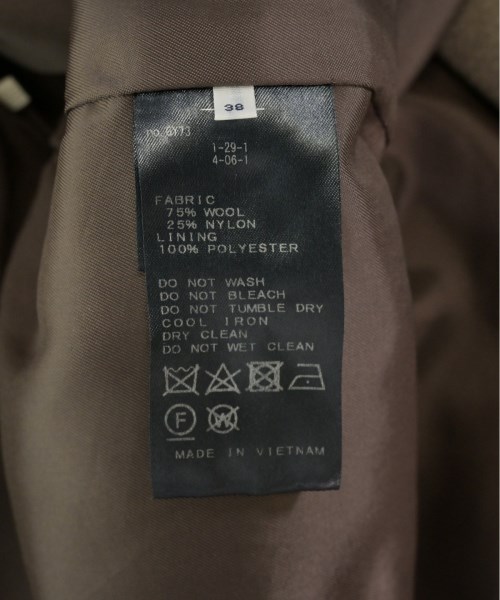 38
no.6Y73
1-29-1
4-06-1
FABRIC
75% WOOL
25% NYLON
LINING
100% POLYESTER
DO NOT WASH
DO NOT BLEACH
DO NOT TUMBLE DRY
COOL IRON
DRY CLEAN
DO NOT WET CLEAN
F W
MADE IN VIETNAM